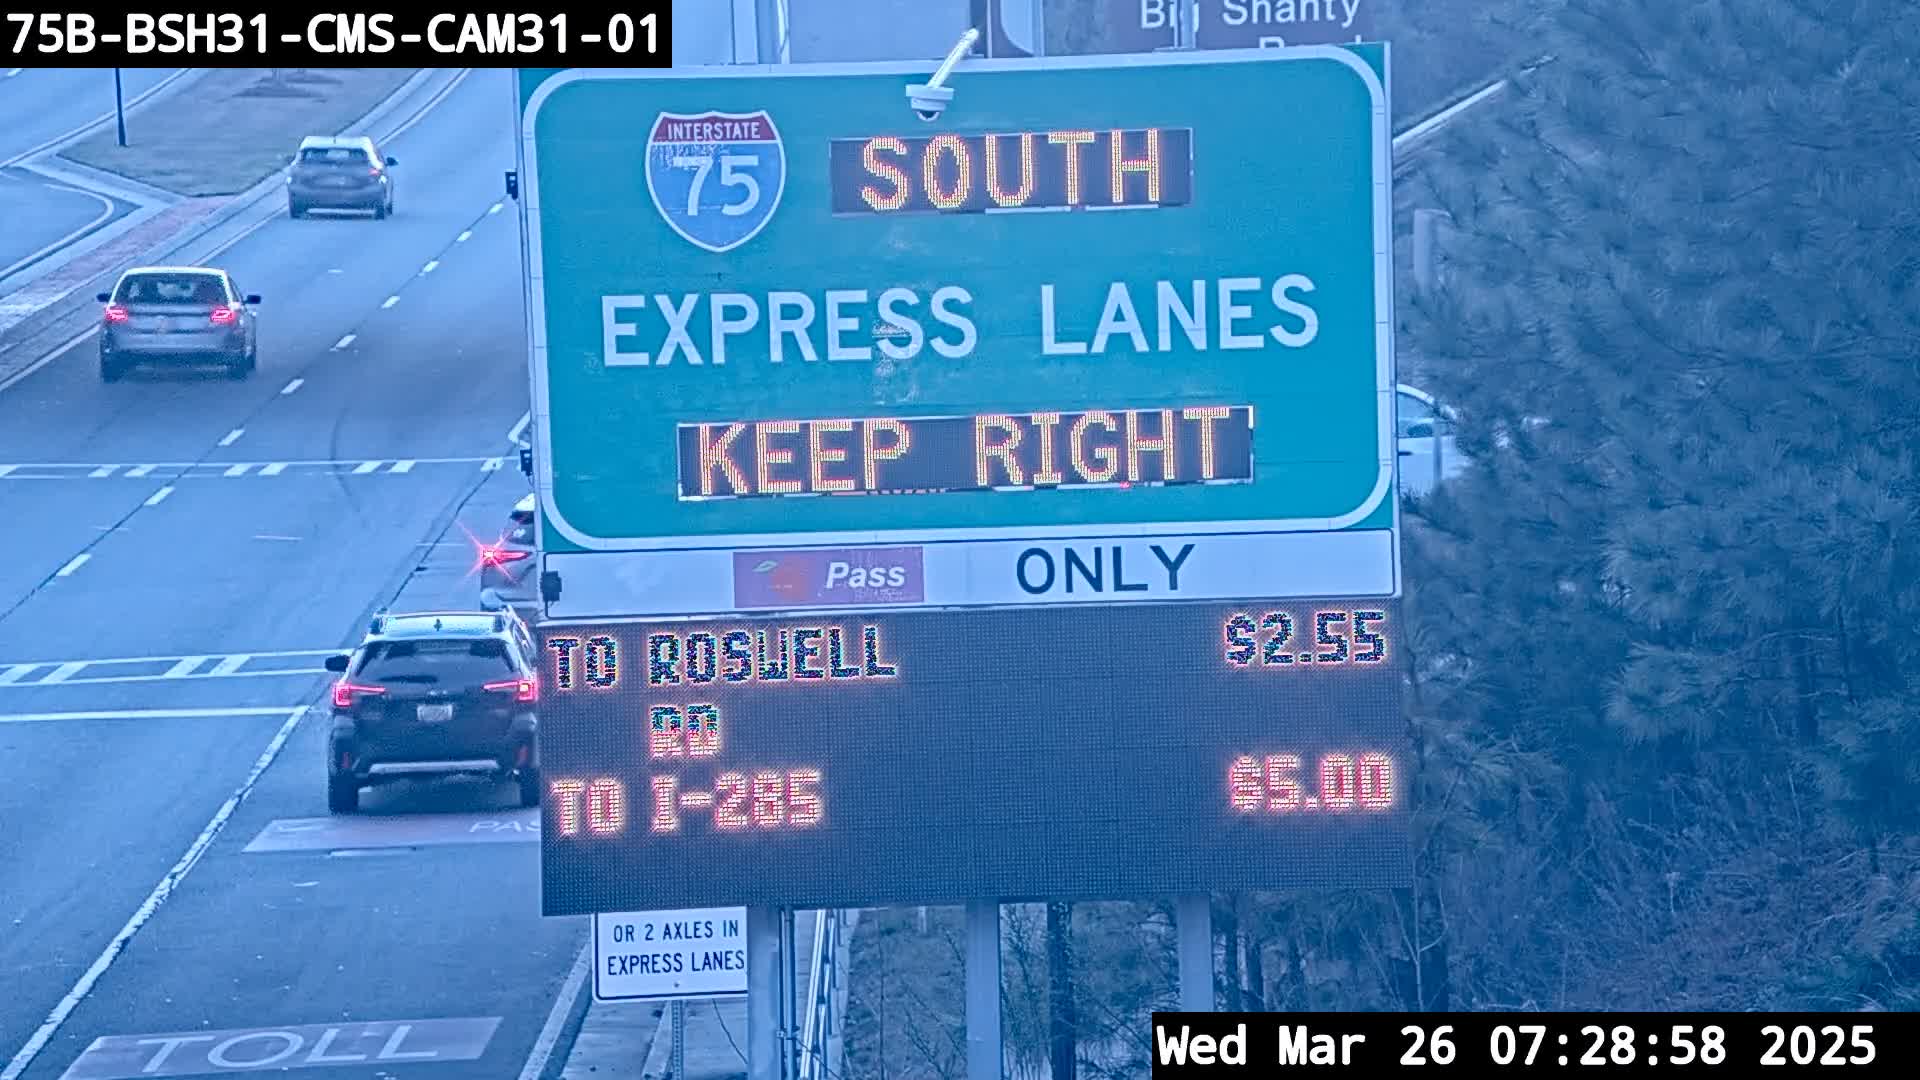 75B-BSH31-CMS-CAM31-01
Big Shanty
INTERSTATE
75
SOUTH
EXPRESS LANES
KEEP RIGHT
Pass ONLY
TO ROSWELL $2.55
RD
TO I-285 $5.00
OR 2 AXLES IN
EXPRESS LANES
TOLL
Wed Mar 26 07:28:58 2025